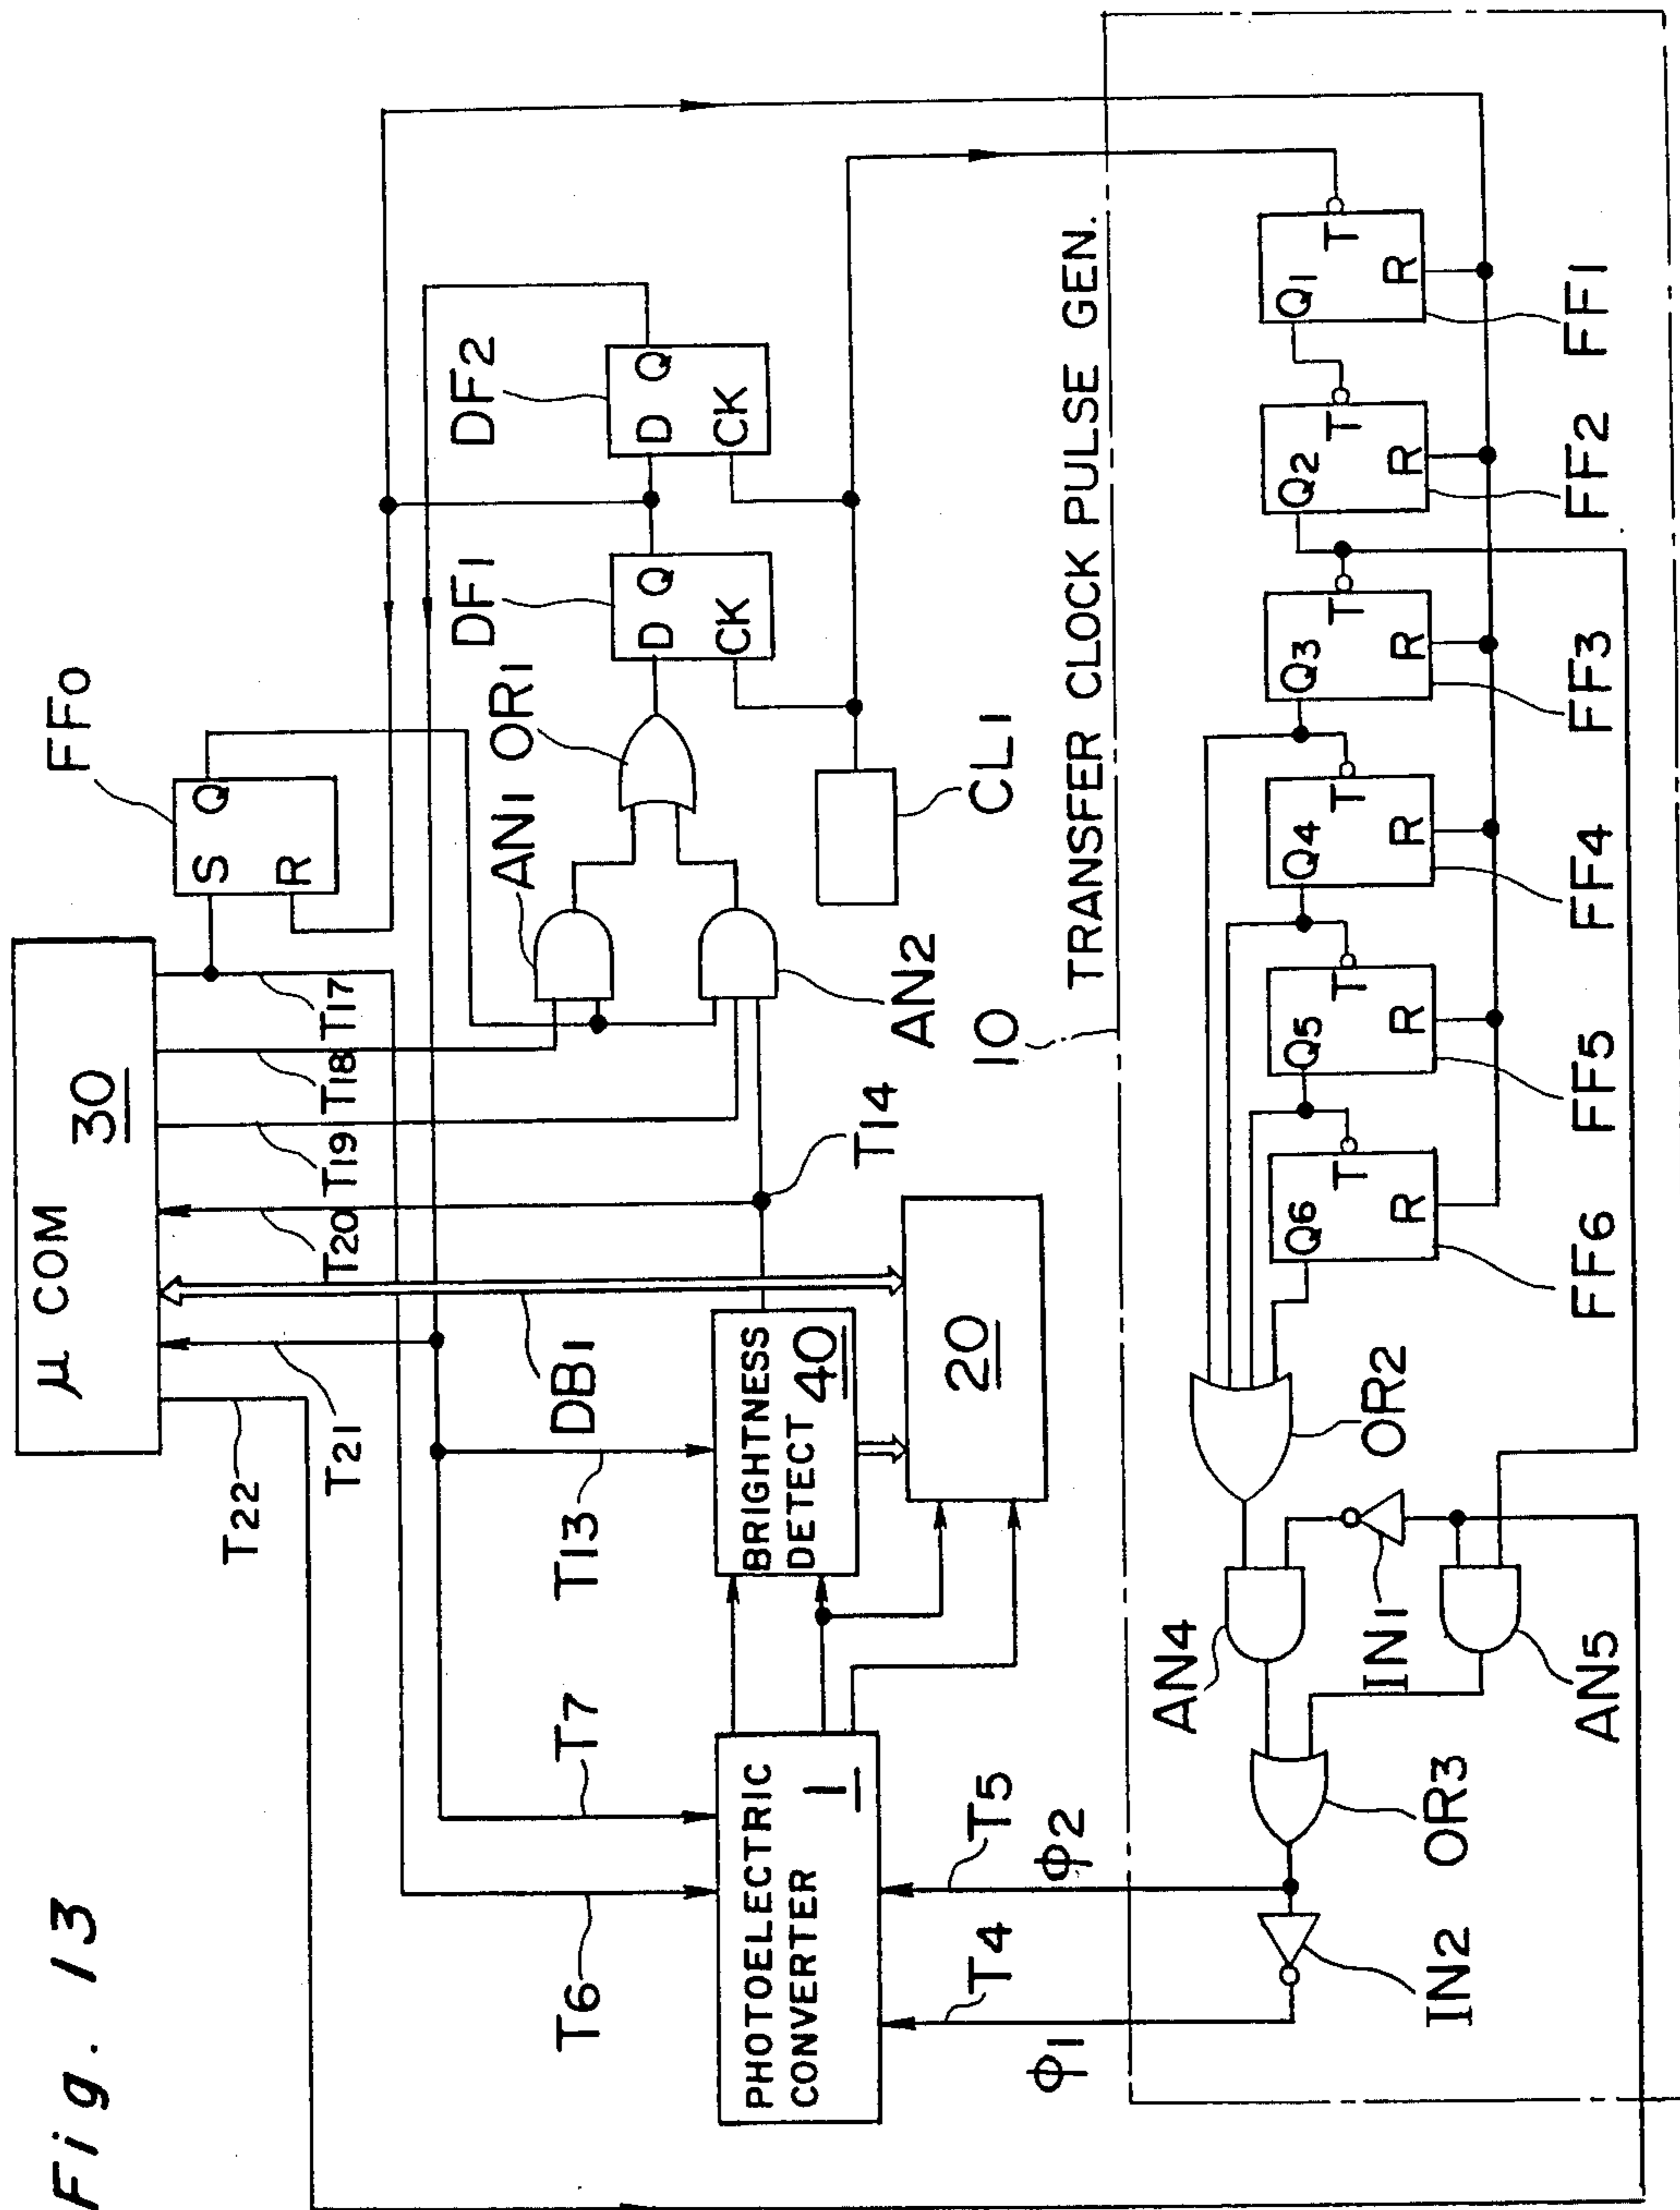 Fig. 13
μ COM
30
T22
T21
T20
T19
T18
T17
FF0
S
Q
R
DB1
T6
T7
T13
T14
AN1
OR1
AN2
DF1
D
Q
CK
DF2
D
Q
CK
CL1
PHOTOELECTRIC
CONVERTER
1
BRIGHTNESS
DETECT
40
20
T4
φ1
T5
φ2
10
TRANSFER CLOCK PULSE GEN.
IN2
OR3
AN4
IN1
AN5
OR2
Q6
T
R
FF6
Q5
T
R
FF5
Q4
T
R
FF4
Q3
T
R
FF3
Q2
T
R
FF2
Q1
T
R
FF1